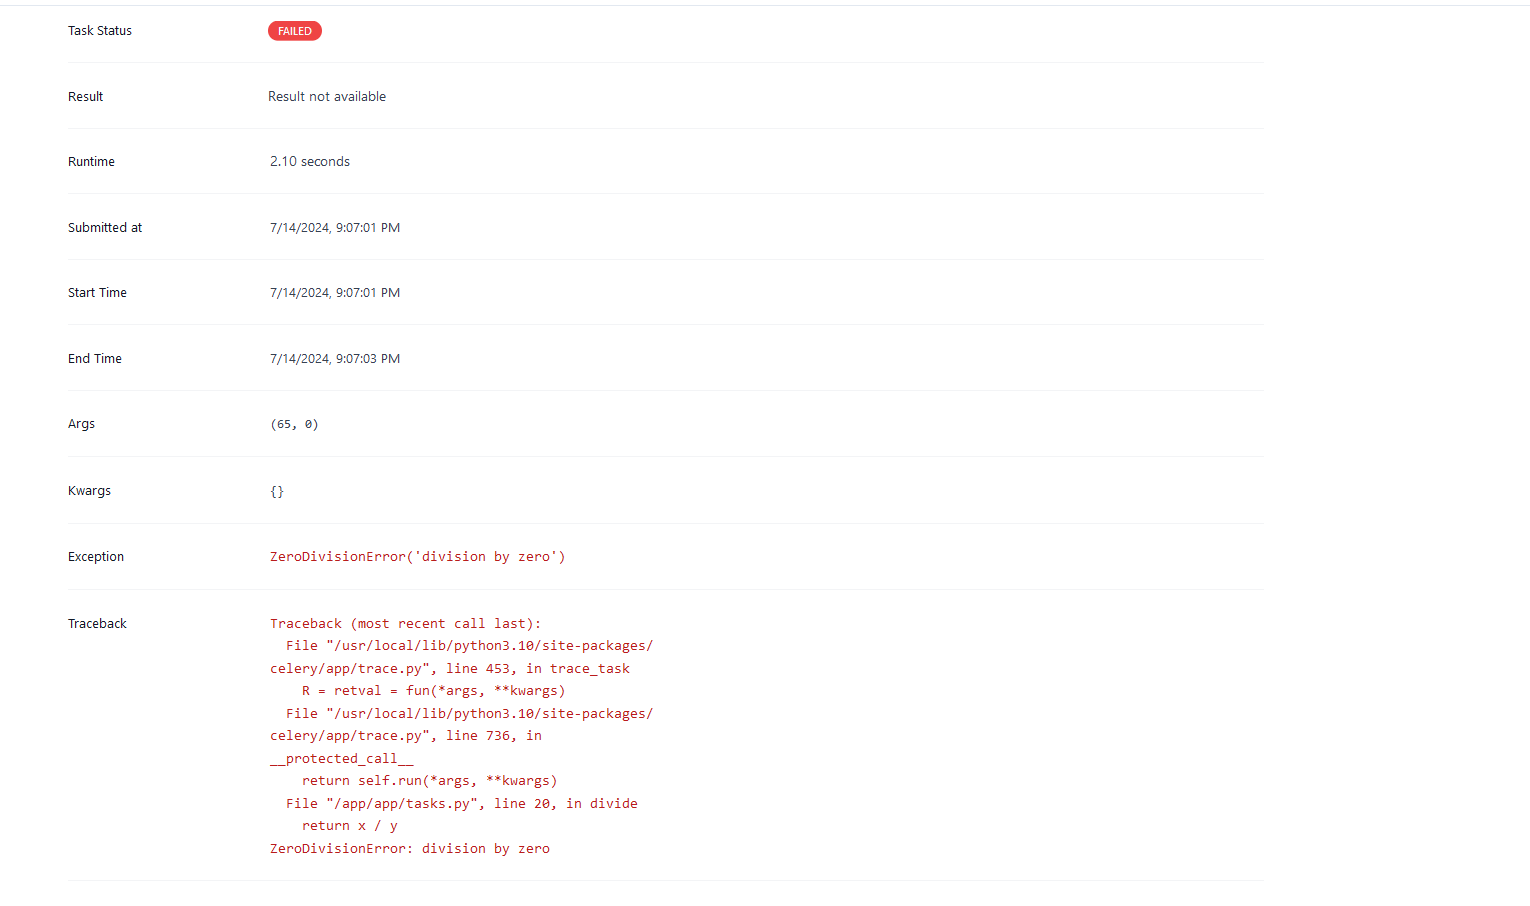 Task Status FAILED
Result Result not available
Runtime 2.10 seconds
Submitted at 7/14/2024, 9:07:01 PM
Start Time 7/14/2024, 9:07:01 PM
End Time 7/14/2024, 9:07:03 PM
Args (65, 0)
Kwargs {}
Exception ZeroDivisionError('division by zero')
Traceback Traceback (most recent call last):
  File "/usr/local/lib/python3.10/site-packages/
celery/app/trace.py", line 453, in trace_task
    R = retval = fun(*args, **kwargs)
  File "/usr/local/lib/python3.10/site-packages/
celery/app/trace.py", line 736, in
__protected_call__
    return self.run(*args, **kwargs)
  File "/app/app/tasks.py", line 20, in divide
    return x / y
ZeroDivisionError: division by zero